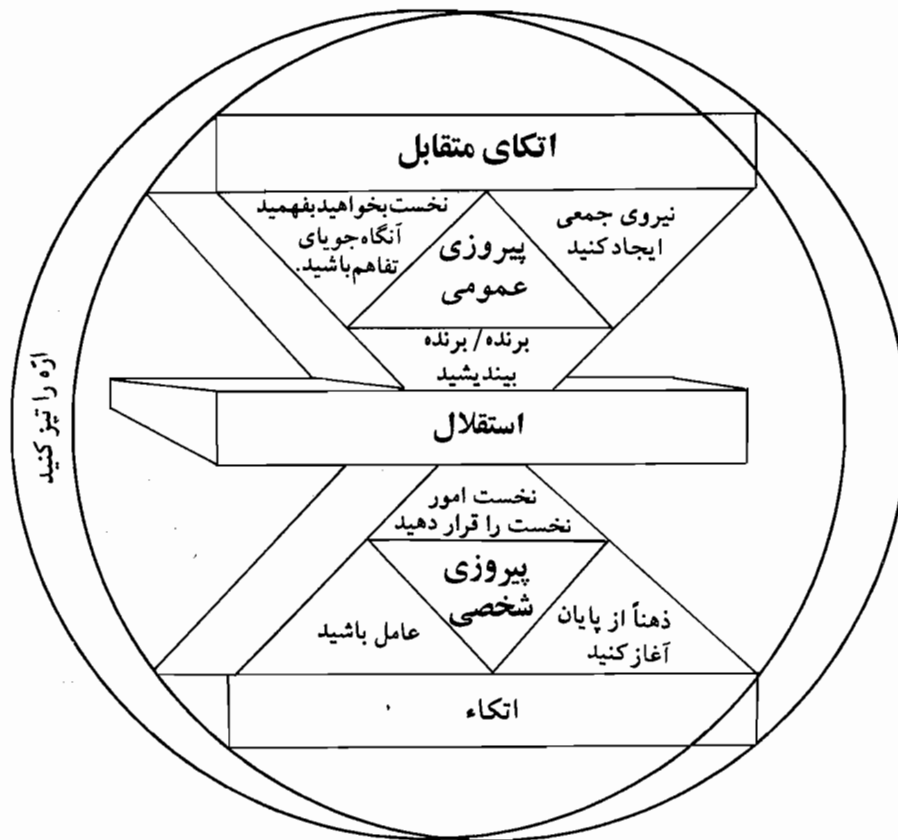 اتکای متقابل
نیروی جمعی
ایجاد کنید
نخست بخواهید بفهمید
آنگاه جویای
تفاهم باشید.
پیروزی
عمومی
برنده / برنده
بیندیشید
استقلال
نخست امور
نخست را قرار دهید
پیروزی
شخصی
ذهناً از پایان
آغاز کنید
عامل باشید
اتکاء
ارّه را تیز کنید